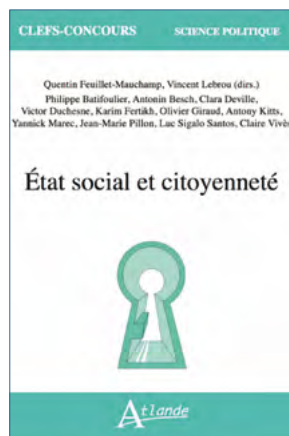 CLEFS-CONCOURS SCIENCE POLITIQUE
Quentin Feuillet-Mauchamp, Vincent Lebrou (dirs.)
Philippe Batifoulier, Antonin Besch, Clara Deville,
Victor Duchesne, Karim Fertikh, Olivier Giraud, Antony Kitts,
Yannick Marec, Jean-Marie Pillon, Luc Sigalo Santos, Claire Vivés
État social et citoyenneté
Atlande